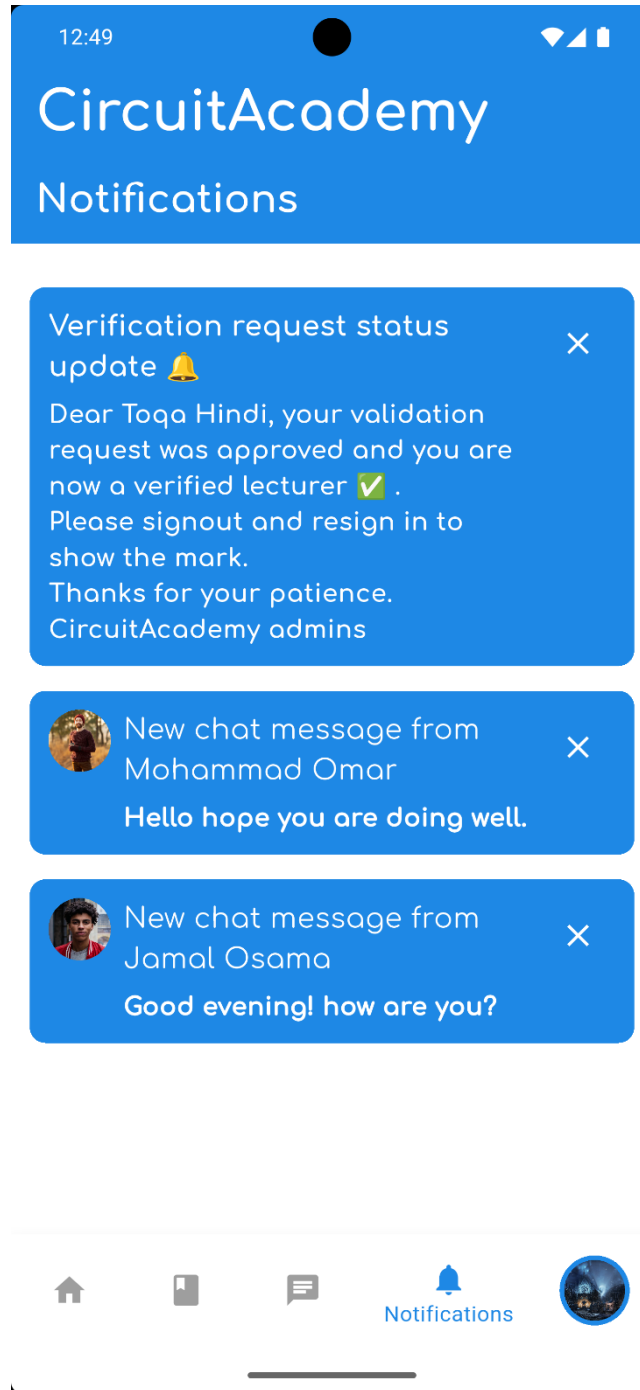 12:49
CircuitAcademy
Notifications
Verification request status
update 🔔
Dear Toqa Hindi, your validation
request was approved and you are
now a verified lecturer ✅ .
Please signout and resign in to
show the mark.
Thanks for your patience.
CircuitAcademy admins
New chat message from
Mohammad Omar
Hello hope you are doing well.
New chat message from
Jamal Osama
Good evening! how are you?
Notifications